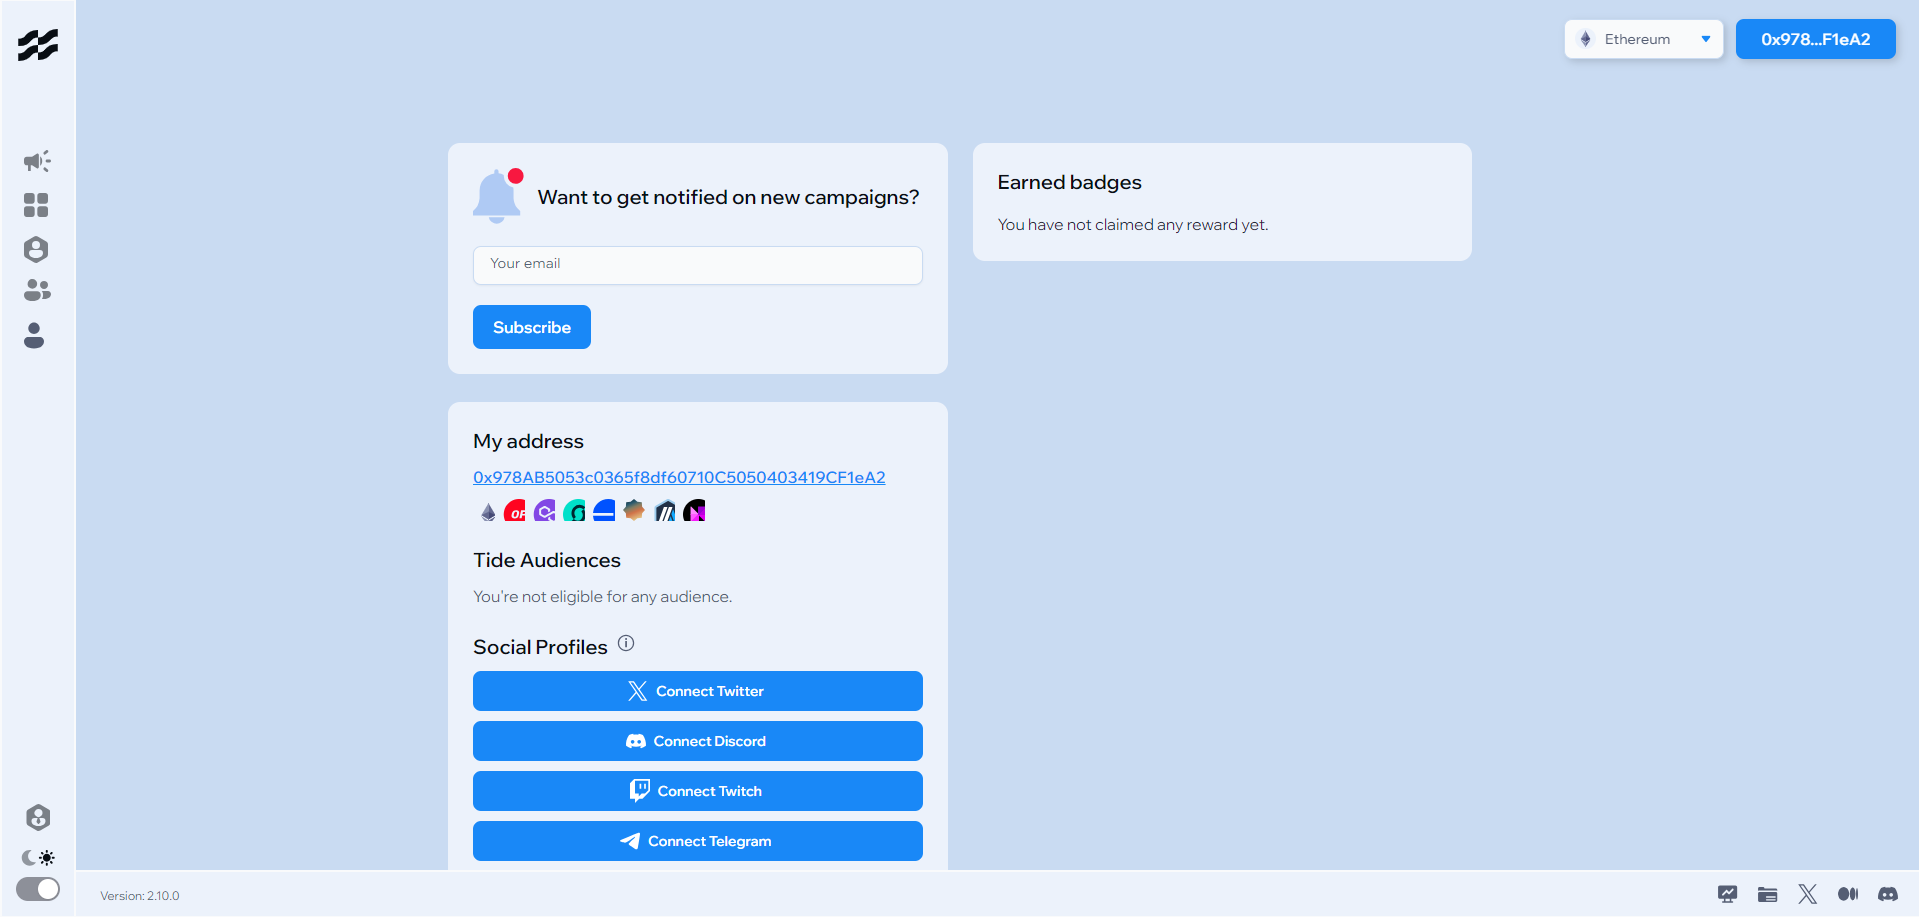 Ethereum
0x978...F1eA2
Want to get notified on new campaigns?
Your email
Subscribe
Earned badges
You have not claimed any reward yet.
My address
0x978AB5053c0365f8df60710C5050403419CF1eA2
OP
Tide Audiences
You're not eligible for any audience.
Social Profiles
Connect Twitter
Connect Discord
Connect Twitch
Connect Telegram
Version: 2.10.0